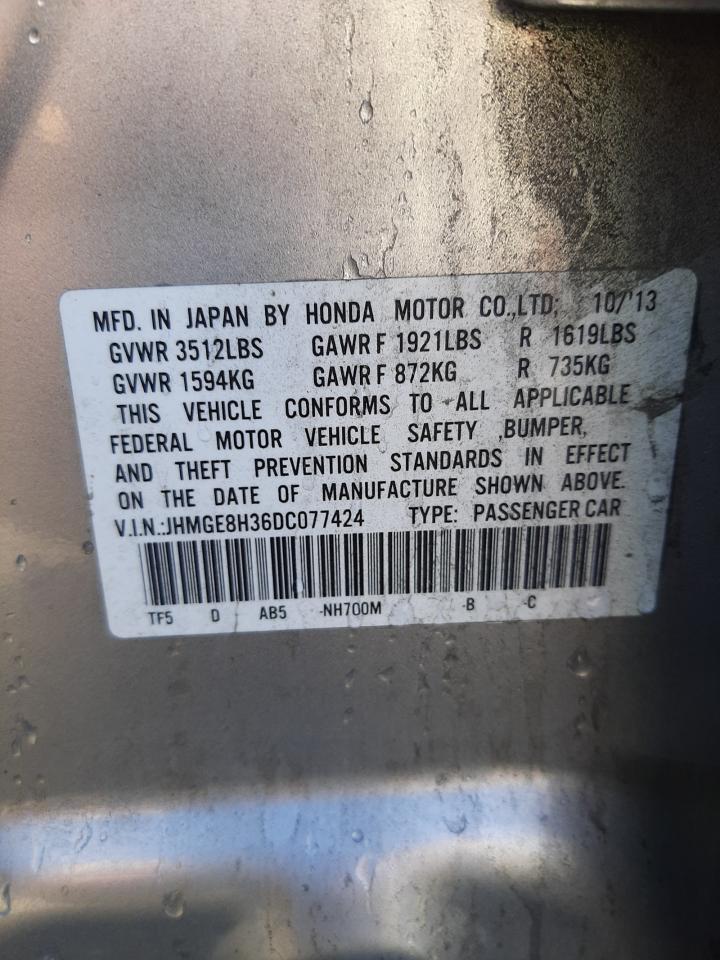 MFD. IN JAPAN BY HONDA MOTOR CO.,LTD; 10/'13
GVWR 3512LBS GAWR F 1921LBS R 1619LBS
GVWR 1594KG GAWR F 872KG R 735KG
THIS VEHICLE CONFORMS TO ALL APPLICABLE
FEDERAL MOTOR VEHICLE SAFETY ,BUMPER,
AND THEFT PREVENTION STANDARDS IN EFFECT
ON THE DATE OF MANUFACTURE SHOWN ABOVE.
V.I.N.:JHMGE8H36DC077424 TYPE: PASSENGER CAR
TF5 D AB5 -NH700M -B -C